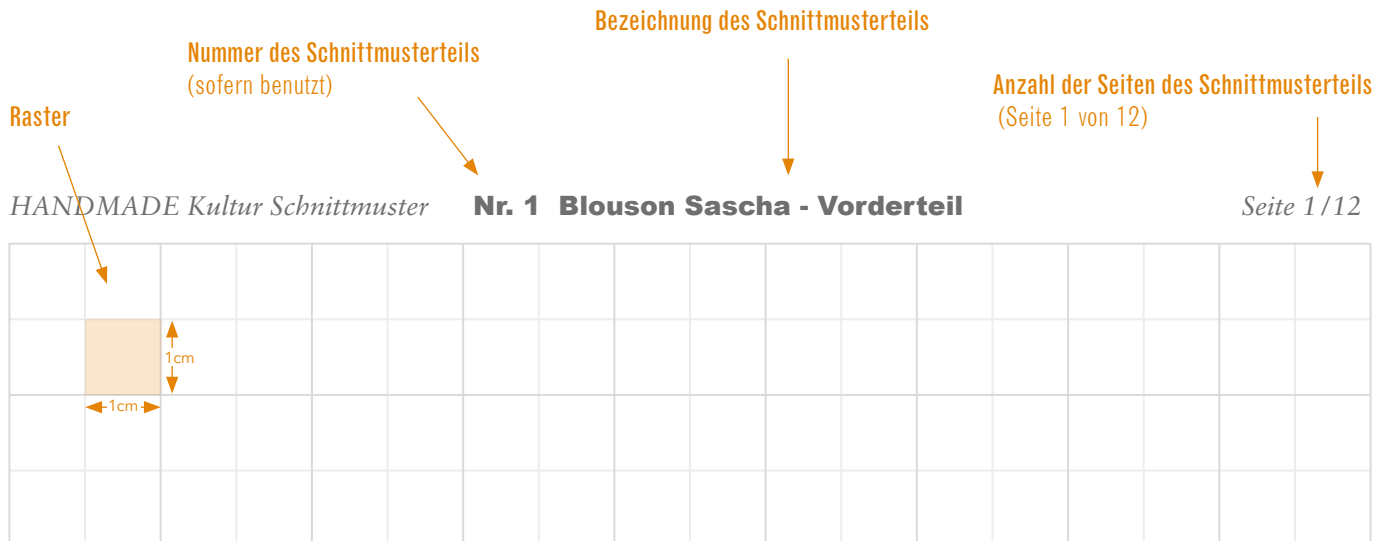 Bezeichnung des Schnittmusterteils
Nummer des Schnittmusterteils
(sofern benutzt)
Anzahl der Seiten des Schnittmusterteils
(Seite 1 von 12)
Raster
HANDMADE Kultur Schnittmuster Nr. 1 Blouson Sascha - Vorderteil Seite 1/12
1cm
1cm